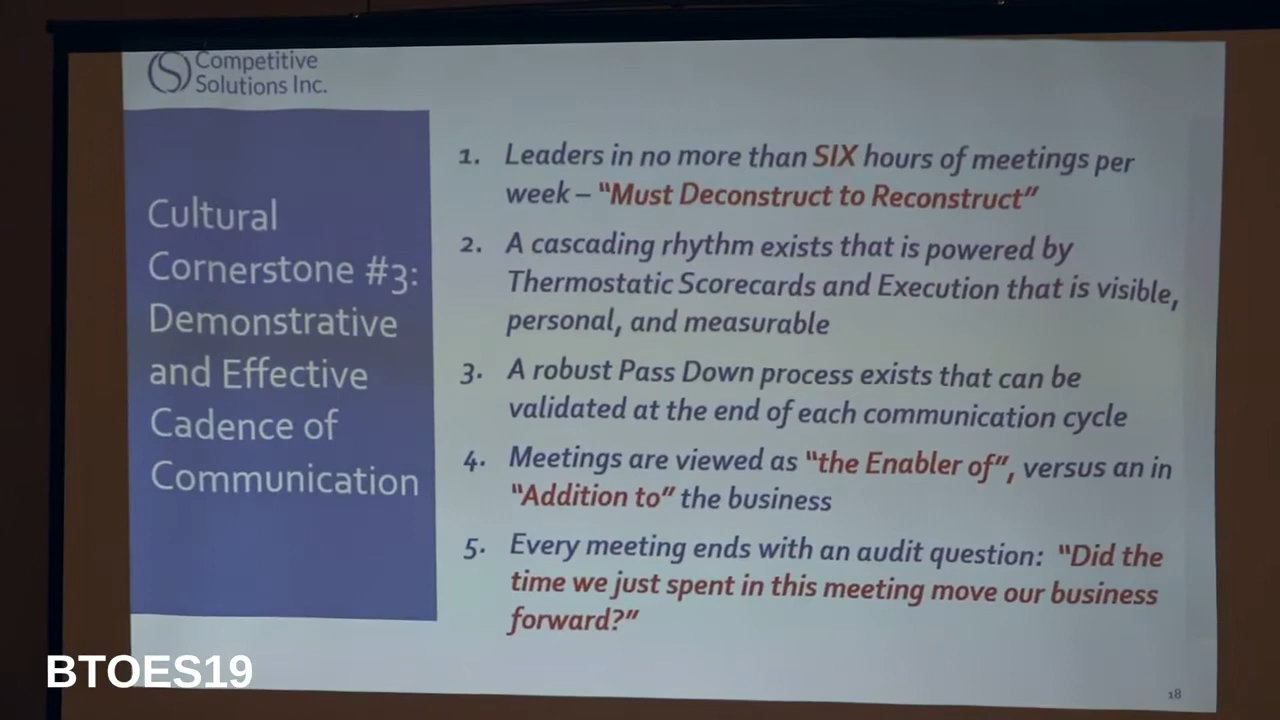 Competitive
Solutions Inc.
Cultural
Cornerstone #3:
Demonstrative
and Effective
Cadence of
Communication
1. Leaders in no more than SIX hours of meetings per
week – "Must Deconstruct to Reconstruct"
2. A cascading rhythm exists that is powered by
Thermostatic Scorecards and Execution that is visible,
personal, and measurable
3. A robust Pass Down process exists that can be
validated at the end of each communication cycle
4. Meetings are viewed as "the Enabler of", versus an in
"Addition to" the business
5. Every meeting ends with an audit question: "Did the
time we just spent in this meeting move our business
forward?"
BTOES19
18